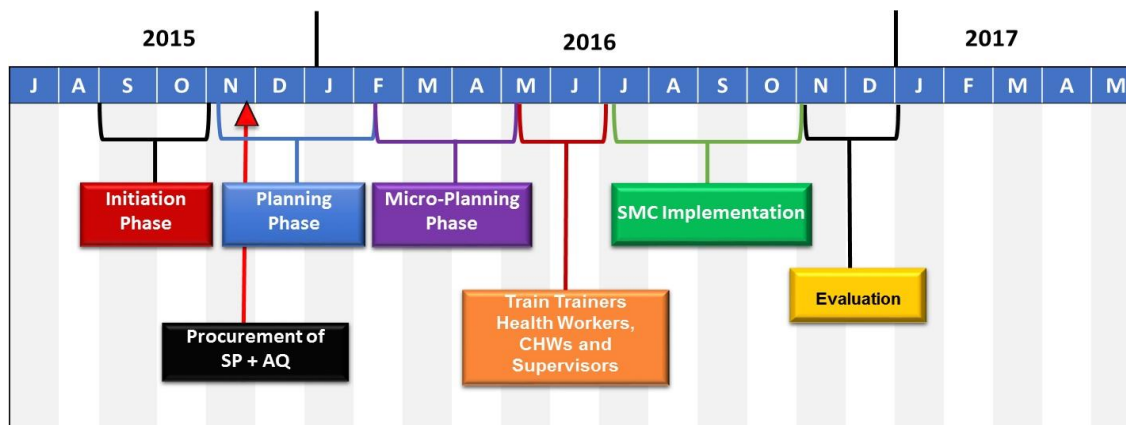 2015 2016 2017
J A S O N D J F M A M J J A S O N D J F M A M
Initiation
Phase
Planning
Phase
Micro-Planning
Phase
SMC Implementation
Procurement of
SP + AQ
Train Trainers
Health Workers,
CHWs and
Supervisors
Evaluation